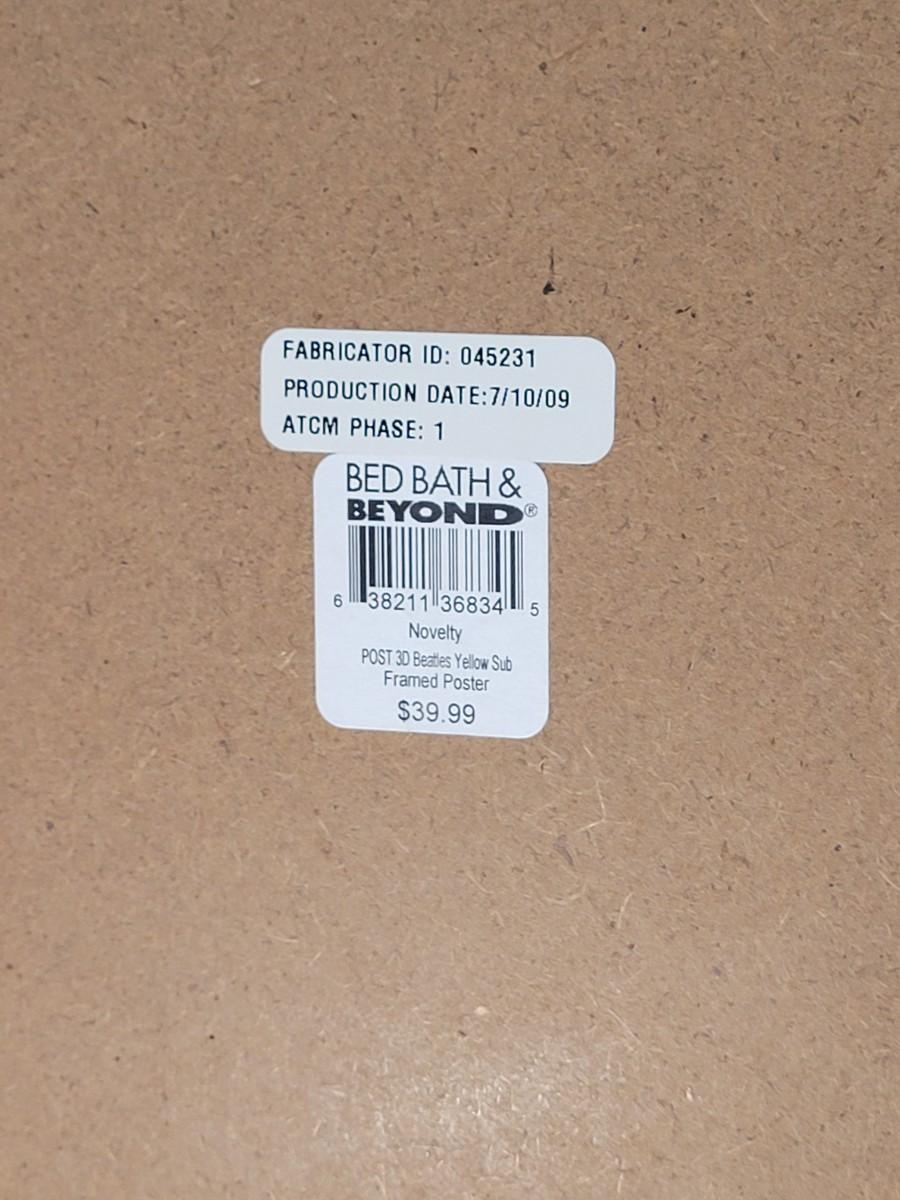 FABRICATOR ID: 045231
PRODUCTION DATE:7/10/09
ATCM PHASE: 1
BED BATH &
BEYOND®
6 38211 36834 5
Novelty
POST 3D Beatles Yellow Sub
Framed Poster
$39.99